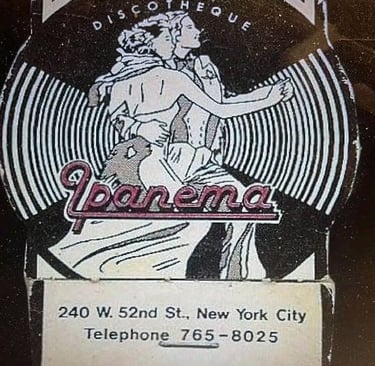 DISCOTHEQUE
Ipanema
240 W. 52nd St., New York City
Telephone 765-8025